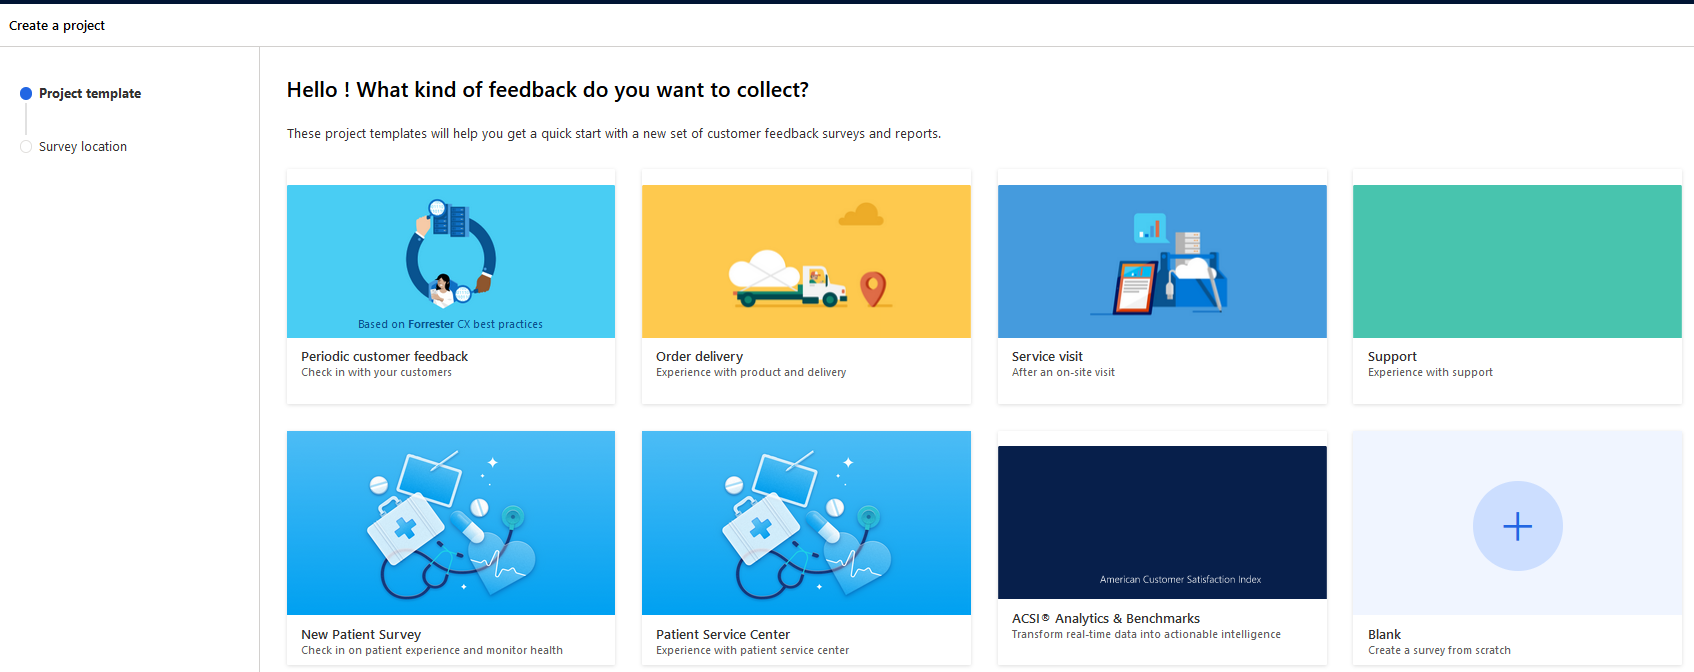 Create a project
Project template
Survey location
Hello ! What kind of feedback do you want to collect?
These project templates will help you get a quick start with a new set of customer feedback surveys and reports.
Based on Forrester CX best practices
Periodic customer feedback
Check in with your customers
Order delivery
Experience with product and delivery
Service visit
After an on-site visit
Support
Experience with support
New Patient Survey
Check in on patient experience and monitor health
Patient Service Center
Experience with patient service center
American Customer Satisfaction Index
ACSI® Analytics & Benchmarks
Transform real-time data into actionable intelligence
Blank
Create a survey from scratch